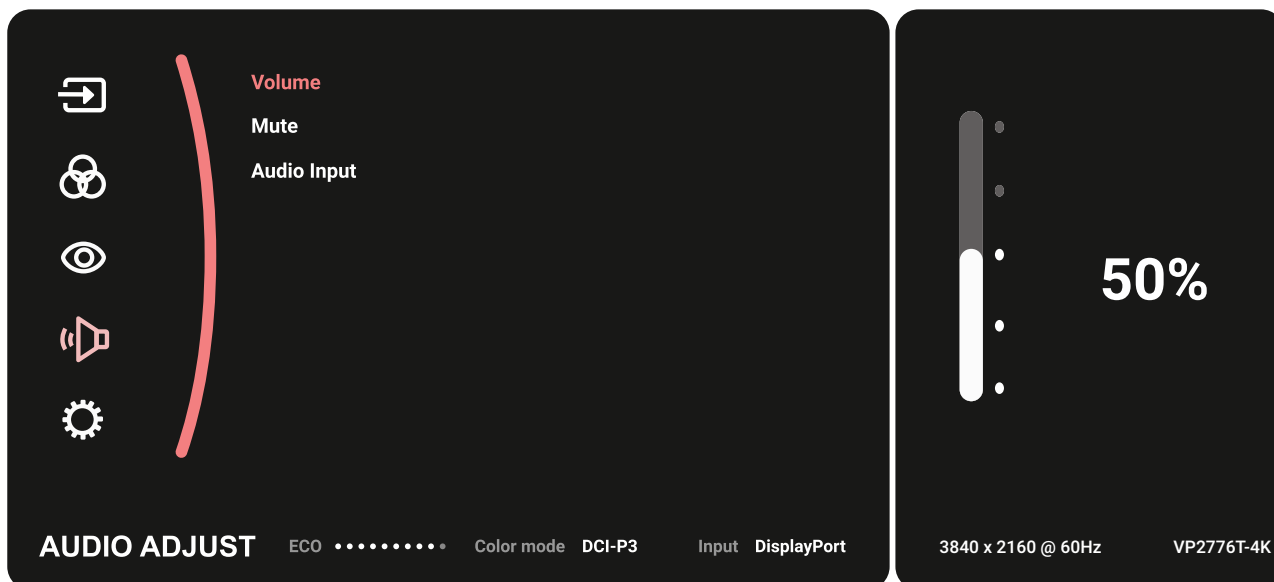 Volume
Mute
Audio Input
50%
AUDIO ADJUST ECO Color mode DCI-P3 Input DisplayPort
3840 x 2160 @ 60Hz VP2776T-4K